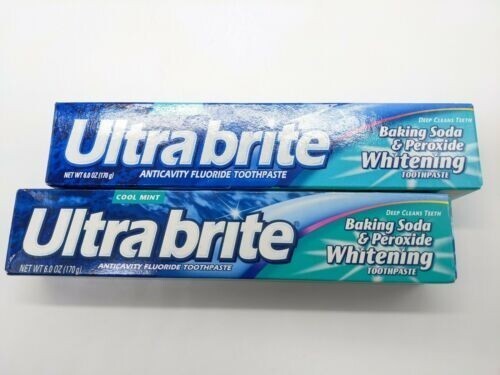 DEEP CLEANS TEETH
Ultra brite
Baking Soda
& Peroxide
Whitening
TOOTHPASTE
NET WT 6.0 OZ (170 g)
ANTICAVITY FLUORIDE TOOTHPASTE
COOL MINT
DEEP CLEANS TEETH
Ultra brite
Baking Soda
& Peroxide
Whitening
TOOTHPASTE
NET WT 6.0 OZ (170 g)
ANTICAVITY FLUORIDE TOOTHPASTE